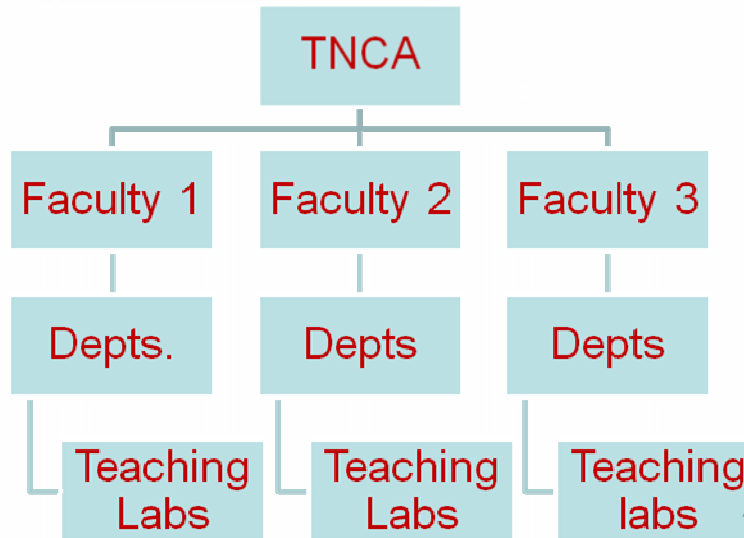 TNCA
Faculty 1
Faculty 2
Faculty 3
Depts.
Depts
Depts
Teaching
Labs
Teaching
Labs
Teaching
labs